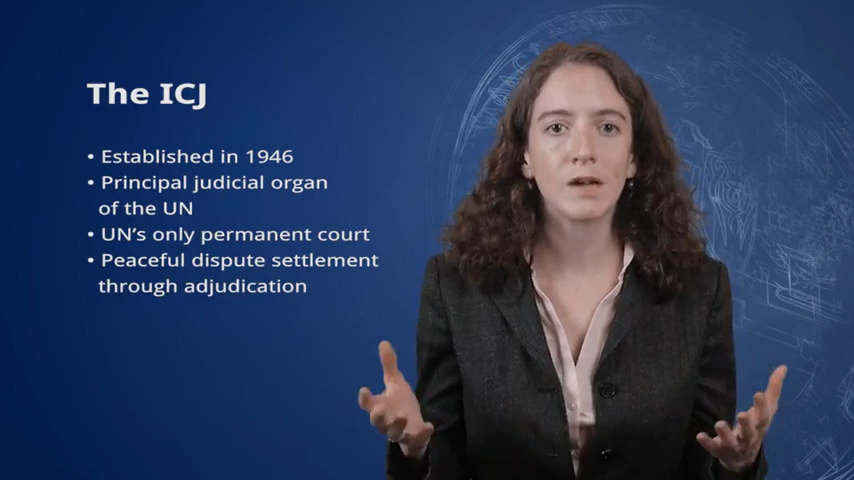 The ICJ
• Established in 1946
• Principal judicial organ
of the UN
• UN's only permanent court
• Peaceful dispute settlement
through adjudication